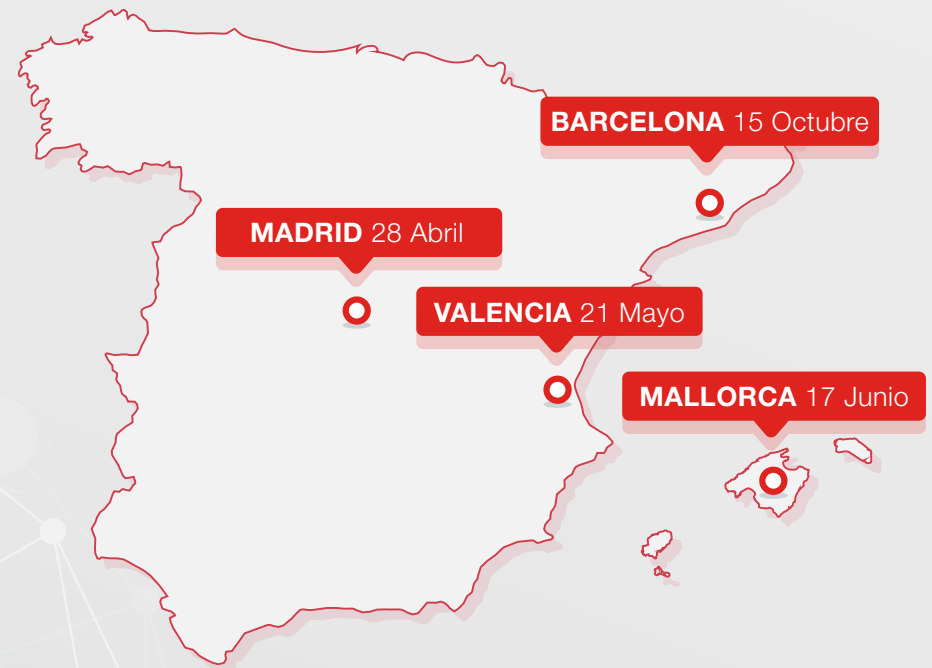 BARCELONA 15 Octubre
MADRID 28 Abril
VALENCIA 21 Mayo
MALLORCA 17 Junio